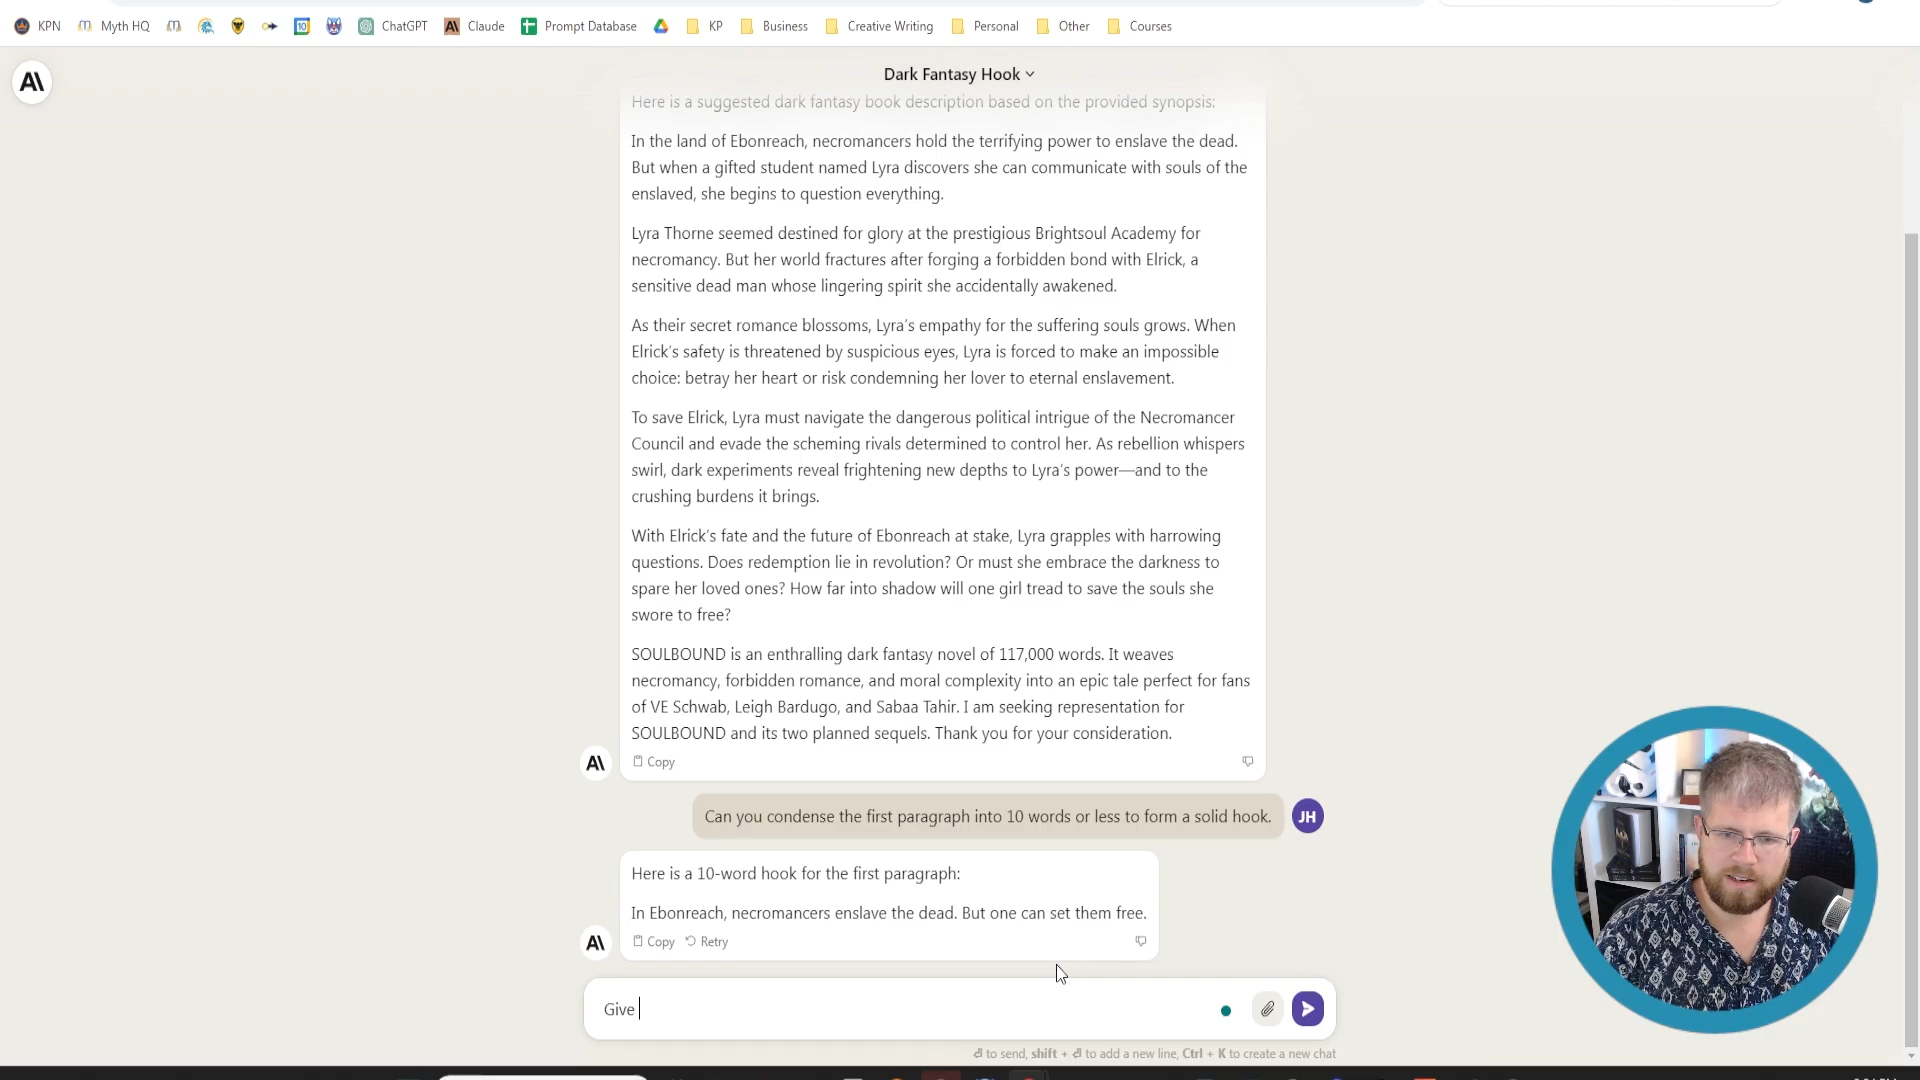 KPN
Myth HQ
10
ChatGPT
Claude
Prompt Database
KP
Business
Creative Writing
Personal
Other
Courses
Dark Fantasy Hook
Here is a suggested dark fantasy book description based on the provided synopsis:
In the land of Ebonreach, necromancers hold the terrifying power to enslave the dead.
But when a gifted student named Lyra discovers she can communicate with souls of the
enslaved, she begins to question everything.
Lyra Thorne seemed destined for glory at the prestigious Brightsoul Academy for
necromancy. But her world fractures after forging a forbidden bond with Elrick, a
sensitive dead man whose lingering spirit she accidentally awakened.
As their secret romance blossoms, Lyra's empathy for the suffering souls grows. When
Elrick's safety is threatened by suspicious eyes, Lyra is forced to make an impossible
choice: betray her heart or risk condemning her lover to eternal enslavement.
To save Elrick, Lyra must navigate the dangerous political intrigue of the Necromancer
Council and evade the scheming rivals determined to control her. As rebellion whispers
swirl, dark experiments reveal frightening new depths to Lyra's power—and to the
crushing burdens it brings.
With Elrick's fate and the future of Ebonreach at stake, Lyra grapples with harrowing
questions. Does redemption lie in revolution? Or must she embrace the darkness to
spare her loved ones? How far into shadow will one girl tread to save the souls she
swore to free?
SOULBOUND is an enthralling dark fantasy novel of 117,000 words. It weaves
necromancy, forbidden romance, and moral complexity into an epic tale perfect for fans
of VE Schwab, Leigh Bardugo, and Sabaa Tahir. I am seeking representation for
SOULBOUND and its two planned sequels. Thank you for your consideration.
Copy
Can you condense the first paragraph into 10 words or less to form a solid hook.
JH
Here is a 10-word hook for the first paragraph:
In Ebonreach, necromancers enslave the dead. But one can set them free.
Copy Retry
Give
⏎ to send, shift + ⏎ to add a new line, Ctrl + K to create a new chat